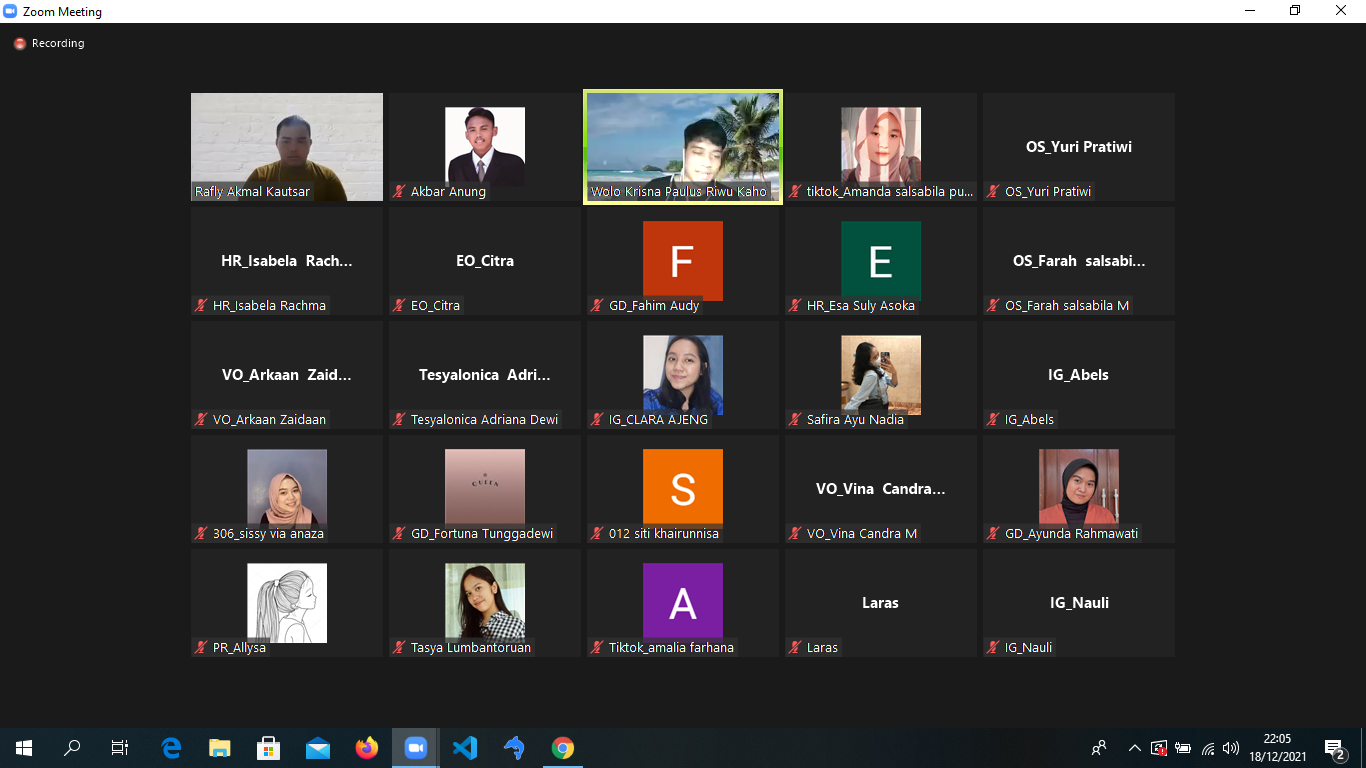 Zoom Meeting
Recording
Rafly Akmal Kautsar
Akbar Anung
Wolo Krisna Paulus Riwu Kaho
tiktok_Amanda salsabila pu...
OS_Yuri Pratiwi
OS_Yuri Pratiwi
HR_Isabela Rach...
HR_Isabela Rachma
EO_Citra
EO_Citra
F
GD_Fahim Audy
E
HR_Esa Suly Asoka
OS_Farah salsabi...
OS_Farah salsabila M
VO_Arkaan Zaid...
VO_Arkaan Zaidaan
Tesyalonica Adri...
Tesyalonica Adriana Dewi
IG_CLARA AJENG
Safira Ayu Nadia
IG_Abels
IG_Abels
306_sissy via anaza
QUEEN
GD_Fortuna Tunggadewi
S
012 siti khairunnisa
VO_Vina Candra...
VO_Vina Candra M
GD_Ayunda Rahmawati
PR_Allysa
Tasya Lumbantoruan
A
Tiktok_amalia farhana
Laras
Laras
IG_Nauli
IG_Nauli
22:05
18/12/2021
2